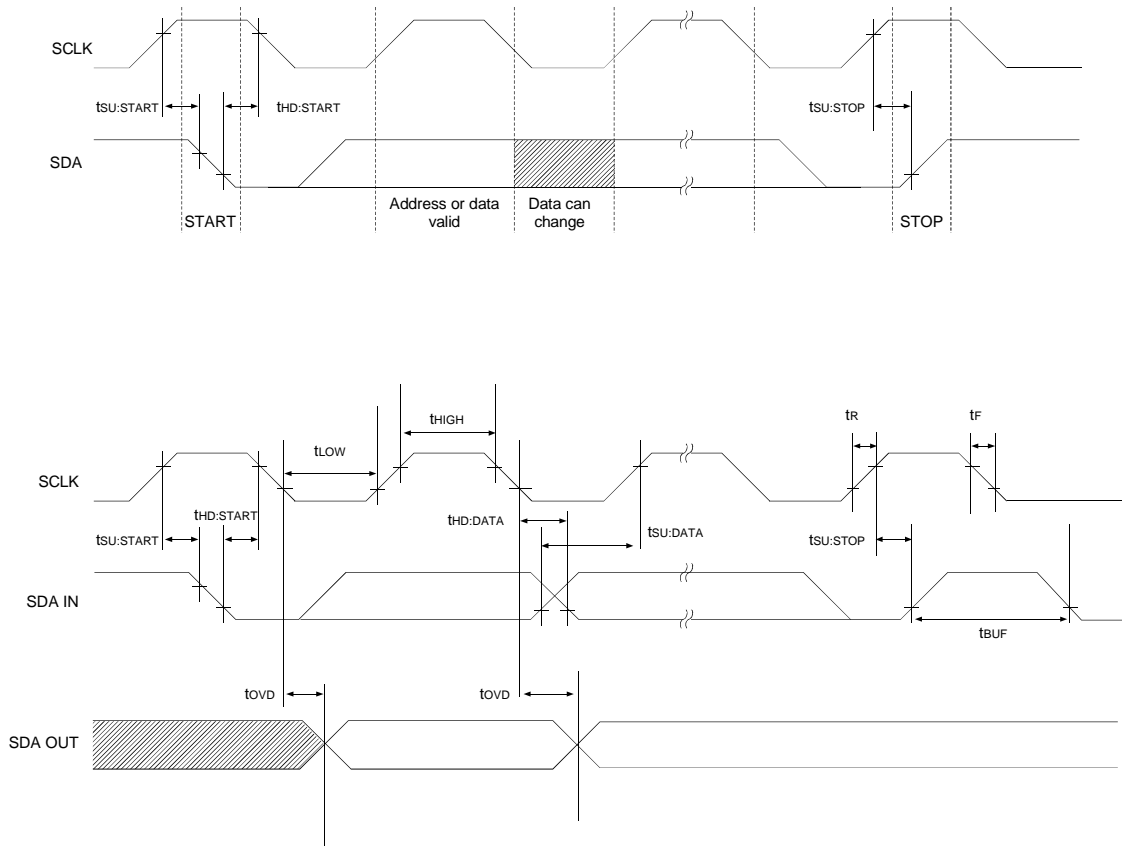 SCLK
tSU:START
tHD:START
tSU:STOP
SDA
START
Address or data
valid
Data can
change
STOP
tHIGH
tR
tF
tLOW
SCLK
tHD:START
tHD:DATA
tSU:START
tSU:DATA
tSU:STOP
SDA IN
tBUF
tOVD
tOVD
SDA OUT